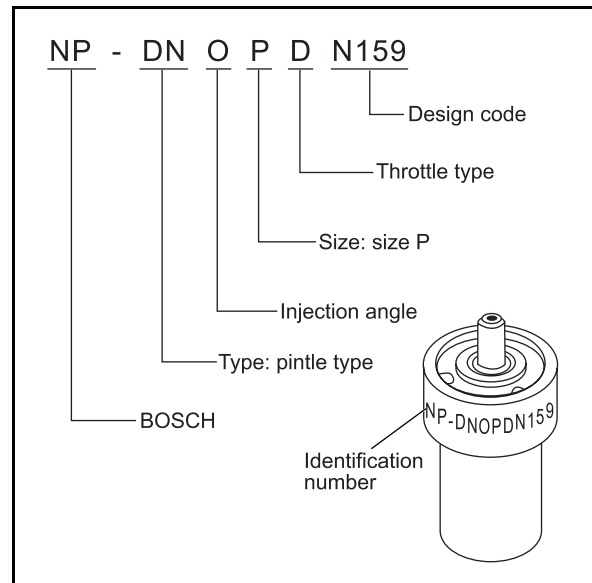 NP - DN O P D N159
Design code
Throttle type
Size: size P
Injection angle
Type: pintle type
BOSCH
NP-DNOPDN159
Identification
number